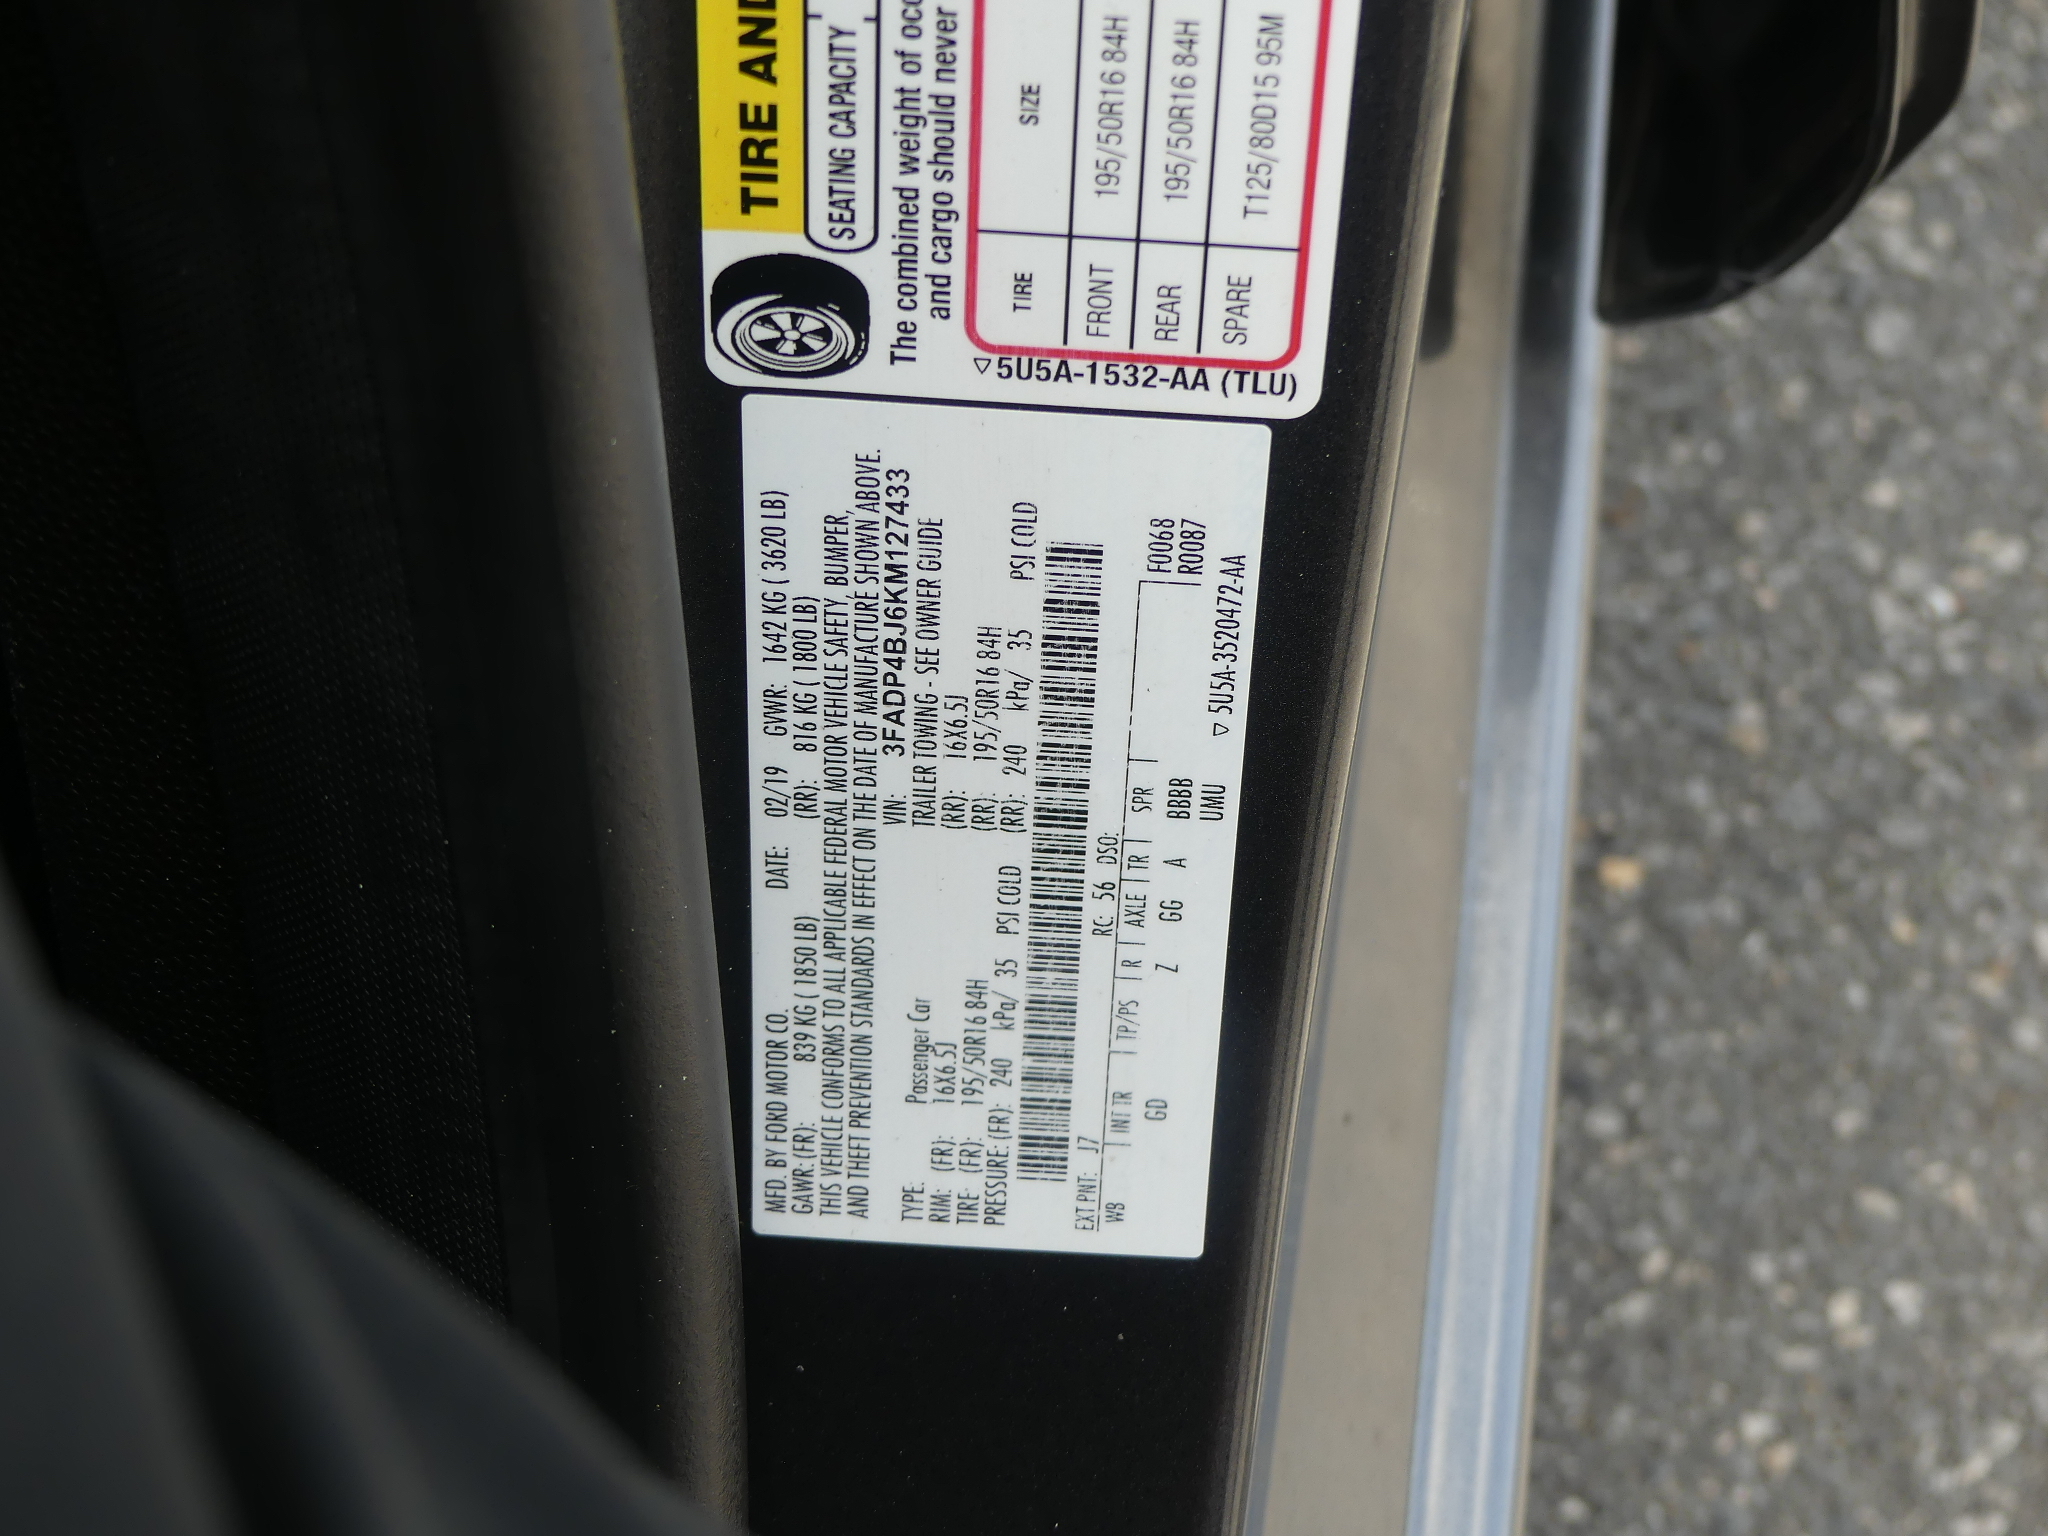 TIRE AND
SEATING CAPACITY
The combined weight of occ
and cargo should never
TIRE SIZE
FRONT 195/50R16 84H
REAR 195/50R16 84H
SPARE T125/80D15 95M
▽ 5U5A-1532-AA (TLU)
MFD. BY FORD MOTOR CO. DATE: 02/19 GVWR: 1642 KG ( 3620 LB)
GAWR: (FR): 839 KG ( 1850 LB) (RR): 816 KG ( 1800 LB)
THIS VEHICLE CONFORMS TO ALL APPLICABLE FEDERAL MOTOR VEHICLE SAFETY, BUMPER,
AND THEFT PREVENTION STANDARDS IN EFFECT ON THE DATE OF MANUFACTURE SHOWN ABOVE.
VIN: 3FADP4BJ6KM127433
TYPE: Passenger Car TRAILER TOWING - SEE OWNER GUIDE
RIM: (FR): 16X6.5J (RR): 16X6.5J
TIRE: (FR): 195/50R16 84H (RR): 195/50R16 84H
PRESSURE: (FR): 240 kPa/ 35 PSI COLD (RR): 240 kPa/ 35 PSI COLD
EXT PNT: J7 RC: 56 DSO: F0068
WB INT TR TP/PS R AXLE TR SPR R0087
GD Z GG A BBBB
UMU ▽ 5U5A-3520472-AA